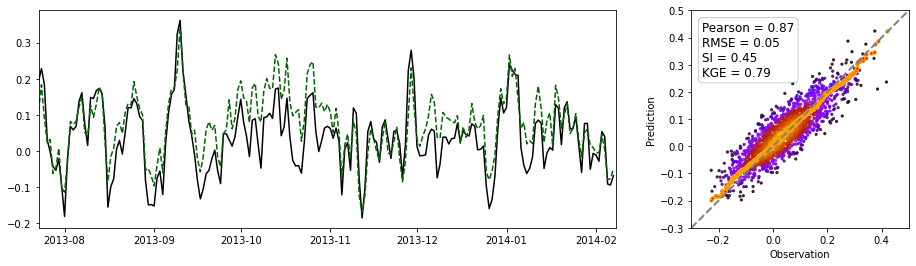 0.3
0.2
0.1
0.0
−0.1
−0.2
2013-08 2013-09 2013-10 2013-11 2013-12 2014-01 2014-02
0.5
0.4
0.3
0.2
0.1
0.0
−0.1
−0.2
−0.3
Prediction
Pearson = 0.87
RMSE = 0.05
SI = 0.45
KGE = 0.79
−0.2 0.0 0.2 0.4
Observation